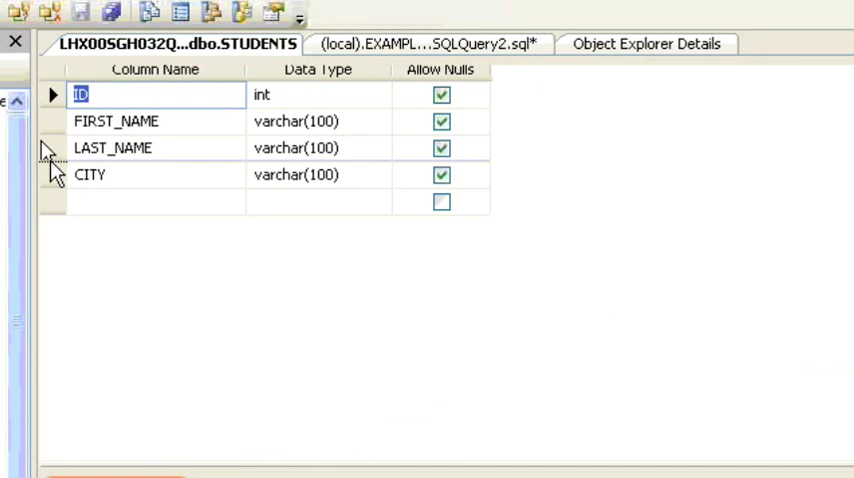 LHX00SGH032Q...dbo.STUDENTS (local).EXAMPL...SQLQuery2.sql* Object Explorer Details
Column Name Data Type Allow Nulls
ID int
FIRST_NAME varchar(100)
LAST_NAME varchar(100)
CITY varchar(100)